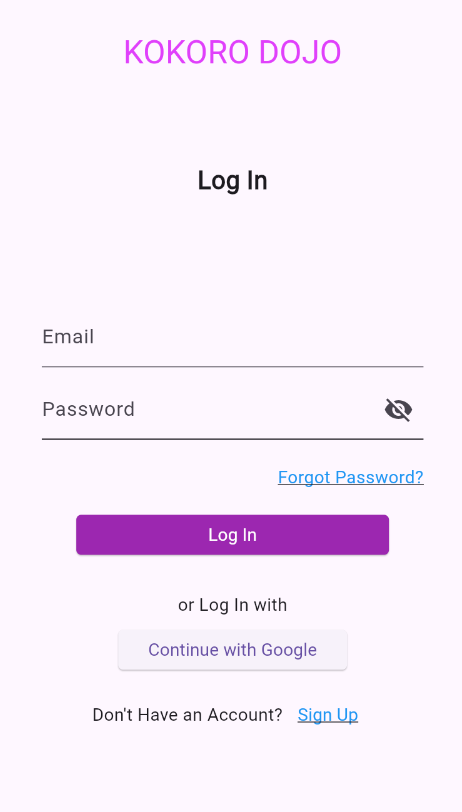 KOKORO DOJO
Log In
Email
Password
Forgot Password?
Log In
or Log In with
Continue with Google
Don't Have an Account? Sign Up